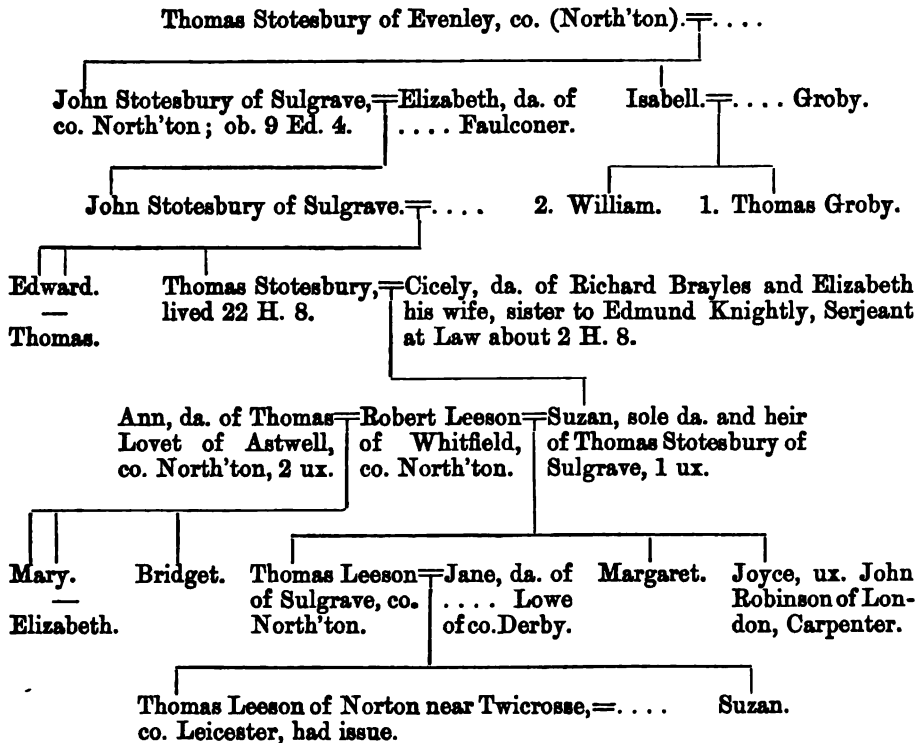 Thomas Stotesbury of Evenley, co. (North'ton).=. . . .
John Stotesbury of Sulgrave,=Elizabeth, da. of
co. North'ton; ob. 9 Ed. 4. . . . . Faulconer.
Isabell.=. . . . Groby.
John Stotesbury of Sulgrave.=. . . .
2. William.
1. Thomas Groby.
Edward.
—
Thomas.
Thomas Stotesbury,=Cicely, da. of Richard Brayles and Elizabeth
lived 22 H. 8. his wife, sister to Edmund Knightly, Serjeant
at Law about 2 H. 8.
Ann, da. of Thomas=Robert Leeson=Suzan, sole da. and heir
Lovet of Astwell, of Whitfield, of Thomas Stotesbury of
co. North'ton, 2 ux. co. North'ton. Sulgrave, 1 ux.
Mary.
—
Elizabeth.
Bridget.
Thomas Leeson=Jane, da. of
of Sulgrave, co. . . . . Lowe
North'ton. of co. Derby.
Margaret.
Joyce, ux. John
Robinson of Lon-
don, Carpenter.
Thomas Leeson of Norton near Twicrosse,=. . . .
co. Leicester, had issue.
Suzan.